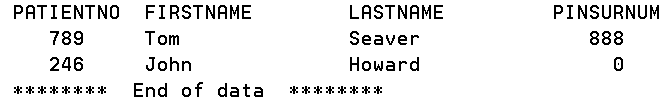 PATIENTNO FIRSTNAME LASTNAME PINSURNUM
789 Tom Seaver 888
246 John Howard 0
******** End of data ********